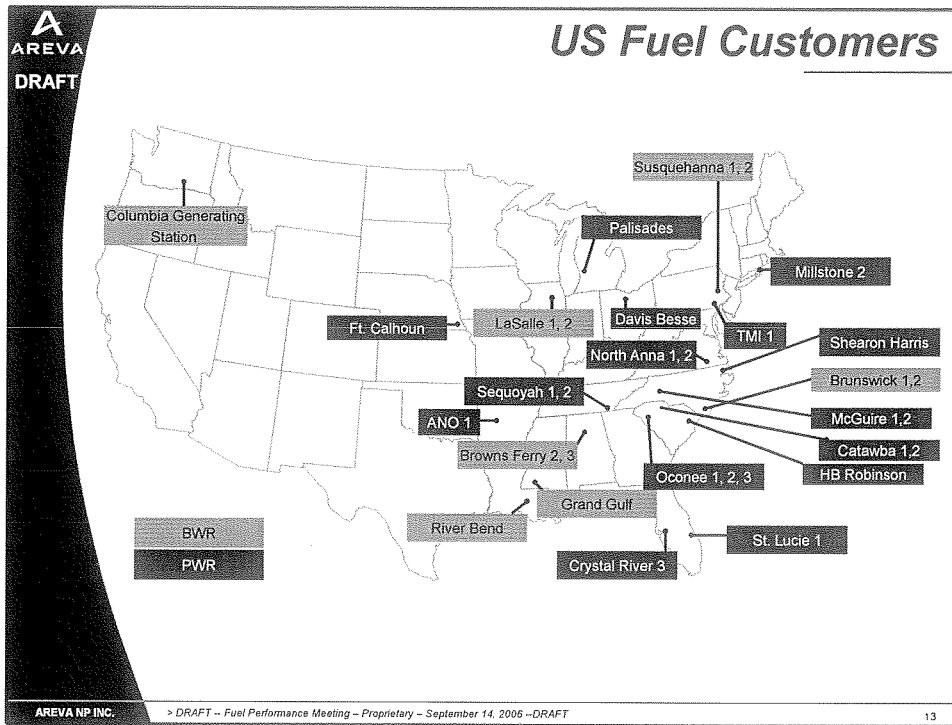 AREVA
DRAFT
US Fuel Customers
Susquehanna 1, 2
Columbia Generating
Station
Palisades
Millstone 2
Ft. Calhoun
LaSalle 1, 2
Davis Besse
TMI 1
North Anna 1, 2
Shearon Harris
Sequoyah 1, 2
Brunswick 1,2
ANO 1
McGuire 1,2
Browns Ferry 2, 3
Catawba 1,2
Oconee 1, 2, 3
HB Robinson
Grand Gulf
River Bend
BWR
St. Lucie 1
PWR
Crystal River 3
AREVA NP INC.
> DRAFT -- Fuel Performance Meeting – Proprietary – September 14, 2006 --DRAFT
13